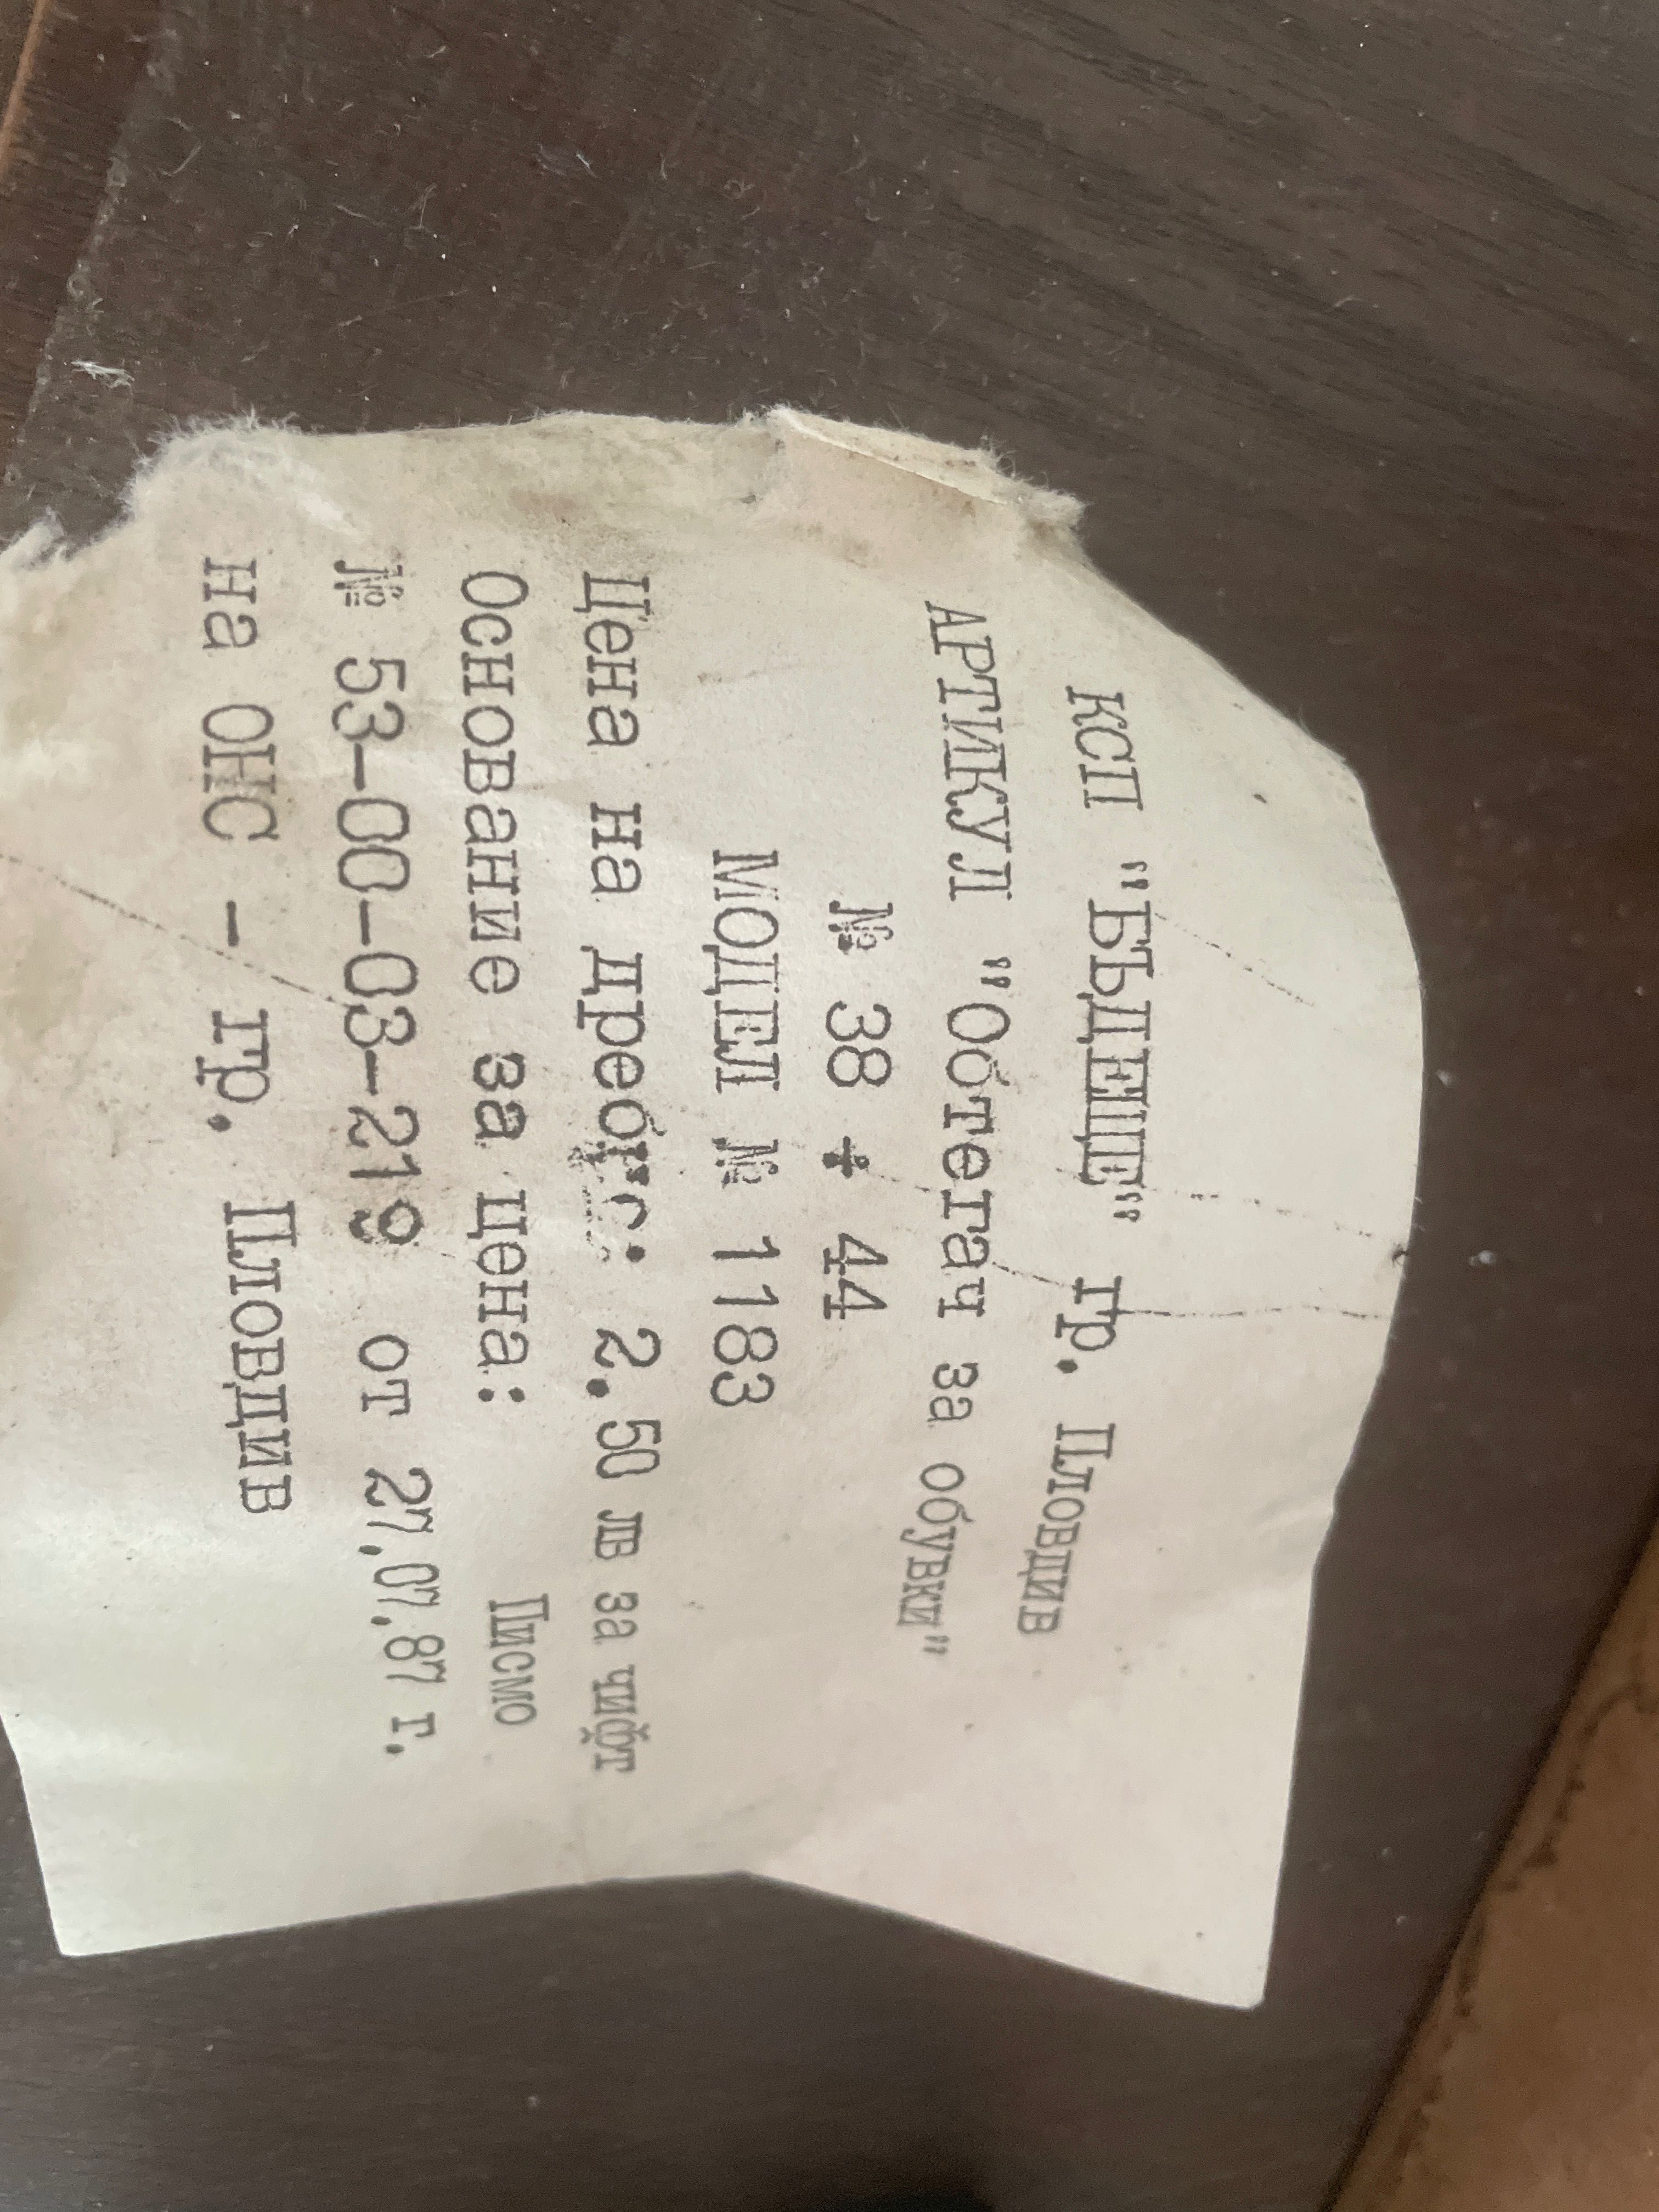 КСП "БЪДЕЩЕ" гр. Пловдив
АРТИКУЛ "Обтегач за обувки"
№ 38 ÷ 44
МОДЕЛ № 1183
Цена на дребно: 2.50 лв за чифт
Основание за цена: Писмо
№ 53-00-03-219 от 27.07.87 г.
на ОНС - гр. Пловдив